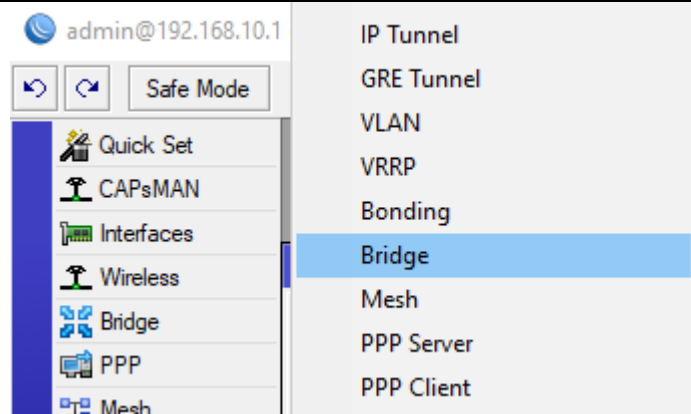 admin@192.168.10.1
Safe Mode
Quick Set
CAPsMAN
Interfaces
Wireless
Bridge
PPP
Mesh
IP Tunnel
GRE Tunnel
VLAN
VRRP
Bonding
Bridge
Mesh
PPP Server
PPP Client